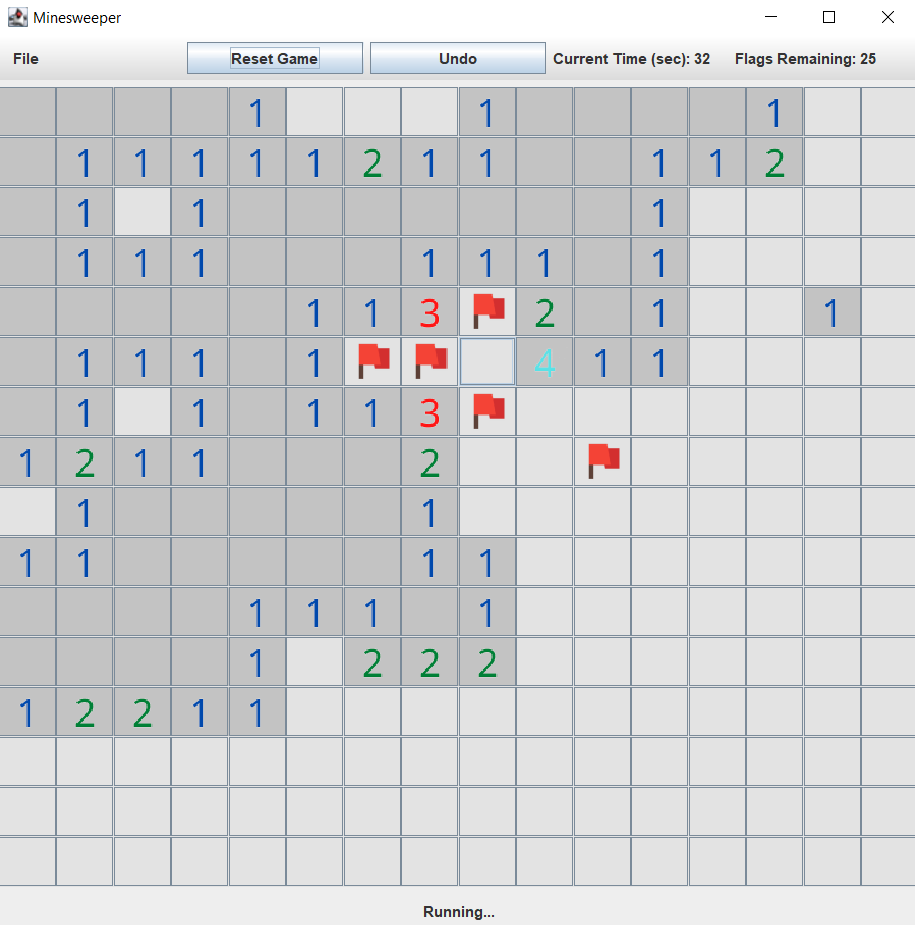 Minesweeper
File Reset Game Undo Current Time (sec): 32 Flags Remaining: 25
1 1 1
1 1 1 1 1 2 1 1 1 1 2
1 1 1
1 1 1 1 1 1 1
1 1 3 2 1 1
1 1 1 1 4 1 1
1 1 1 1 3
1 2 1 1 2
1 1
1 1 1 1
1 1 1 1
1 2 2 2
1 2 2 1 1
Running...